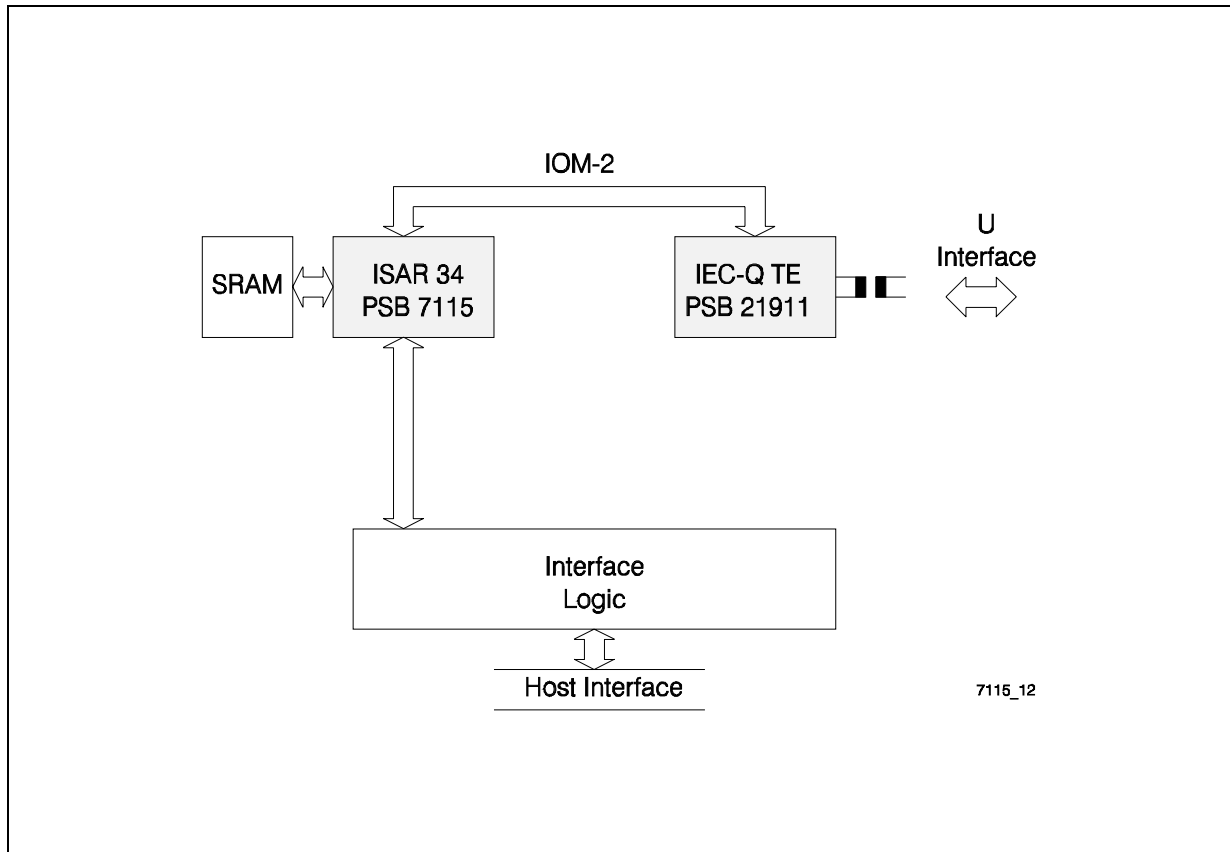 IOM-2
U
Interface
SRAM
ISAR 34
PSB 7115
IEC-Q TE
PSB 21911
Interface
Logic
Host Interface
7115_12